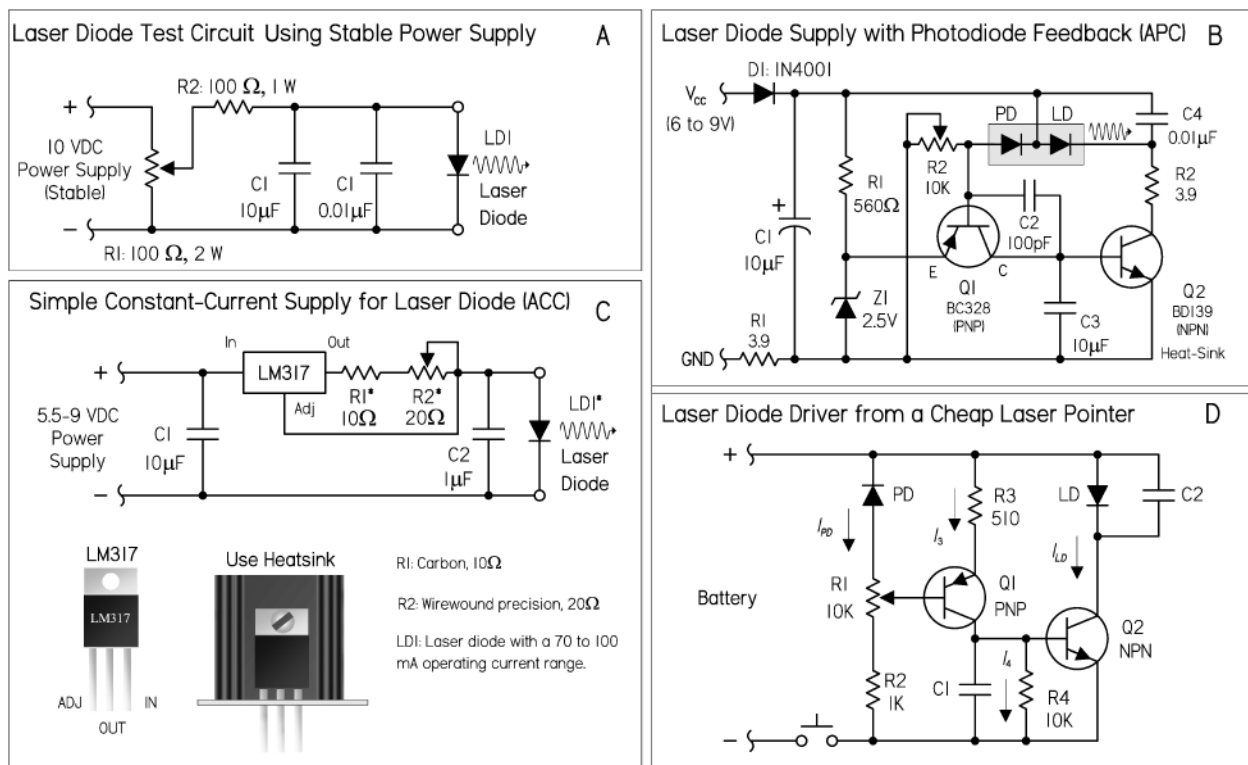 Laser Diode Test Circuit Using Stable Power Supply
A
R2: 100 Ω, 1 W
+
10 VDC
Power Supply
(Stable)
−
R1: 100 Ω, 2 W
C1
10µF
C1
0.01µF
LD1
Laser
Diode
Laser Diode Supply with Photodiode Feedback (APC)
B
D1: 1N4001
VCC
(6 to 9V)
PD
LD
C4
0.01µF
R2
10K
R2
3.9
R1
560Ω
+
C1
10µF
C2
100pF
E
C
Q1
BC328
(PNP)
Z1
2.5V
Q2
BD139
(NPN)
Heat-Sink
C3
10µF
R1
3.9
GND
Simple Constant-Current Supply for Laser Diode (ACC)
C
In
Out
LM317
Adj
R1*
10Ω
R2*
20Ω
+
5.5-9 VDC
Power
Supply
−
C1
10µF
C2
1µF
LD1*
Laser
Diode
LM317
LM317
ADJ
OUT
IN
Use Heatsink
R1: Carbon, 10Ω
R2: Wirewound precision, 20Ω
LD1: Laser diode with a 70 to 100
mA operating current range.
Laser Diode Driver from a Cheap Laser Pointer
D
+
PD
IPD
R3
510
I3
LD
C2
ILD
Battery
R1
10K
Q1
PNP
Q2
NPN
R2
1K
C1
I4
R4
10K
−